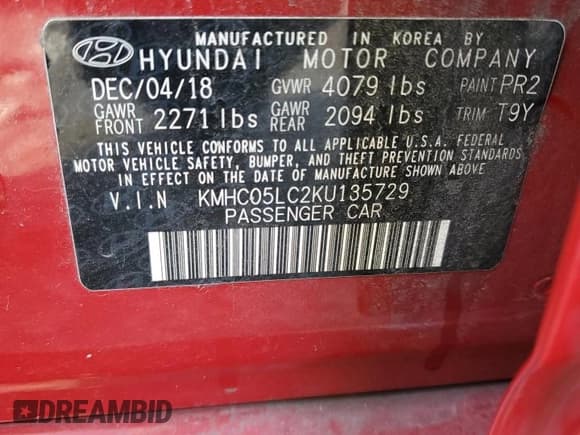 MANUFACTURED IN KOREA BY
HYUNDAI MOTOR COMPANY
DEC/04/18 GVWR 4079 lbs PAINT PR2
GAWR FRONT 2271 lbs GAWR REAR 2094 lbs TRIM T9Y
THIS VEHICLE CONFORMS TO ALL APPLICABLE U.S.A. FEDERAL
MOTOR VEHICLE SAFETY, BUMPER, AND THEFT PREVENTION STANDARDS
IN EFFECT ON THE DATE OF MANUFACTURE SHOWN ABOVE.
V.I.N KMHC05LC2KU135729
PASSENGER CAR
DREAMBID